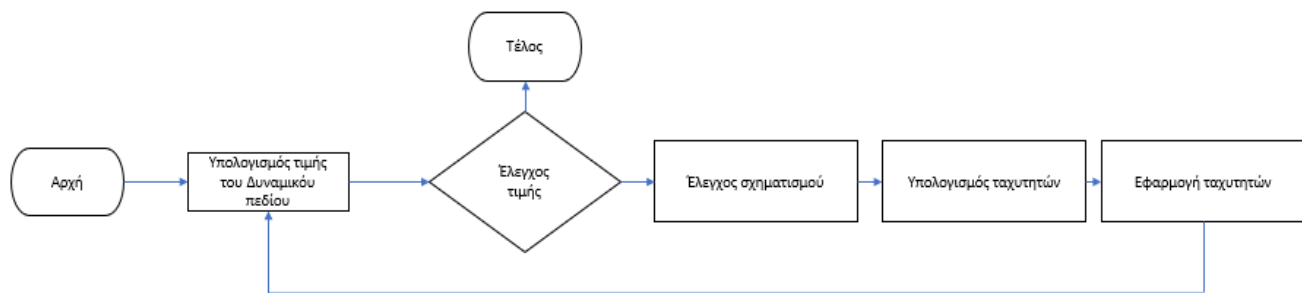 Τέλος
Αρχή
Υπολογισμός τιμής
του Δυναμικού
πεδίου
Έλεγχος
τιμής
Έλεγχος σχηματισμού
Υπολογισμός ταχυτητών
Εφαρμογή ταχυτητών